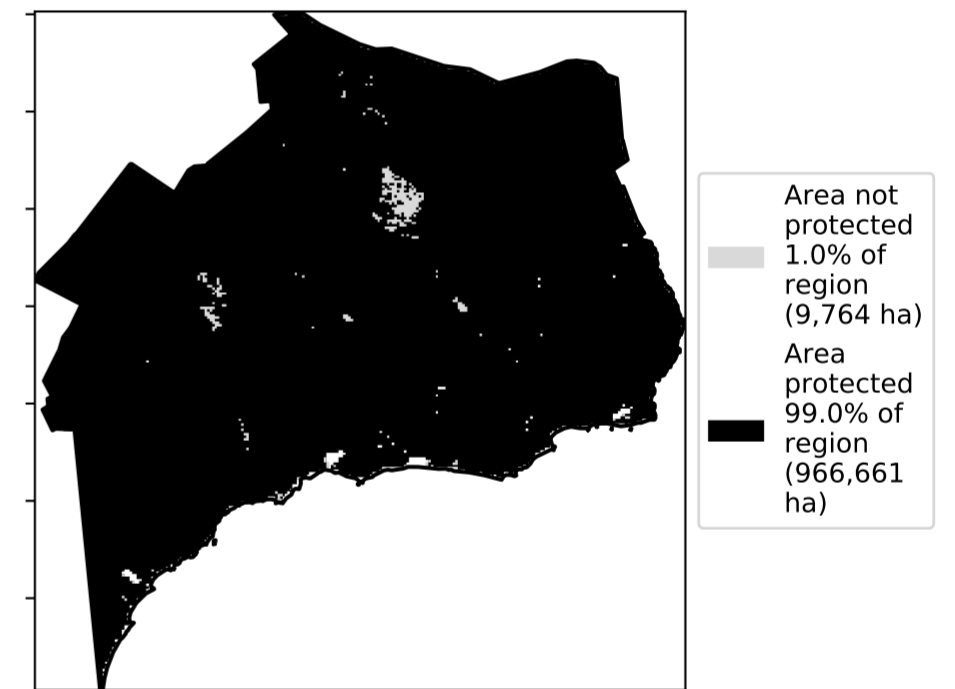 Area not
protected
1.0% of
region
(9,764 ha)
Area
protected
99.0% of
region
(966,661
ha)